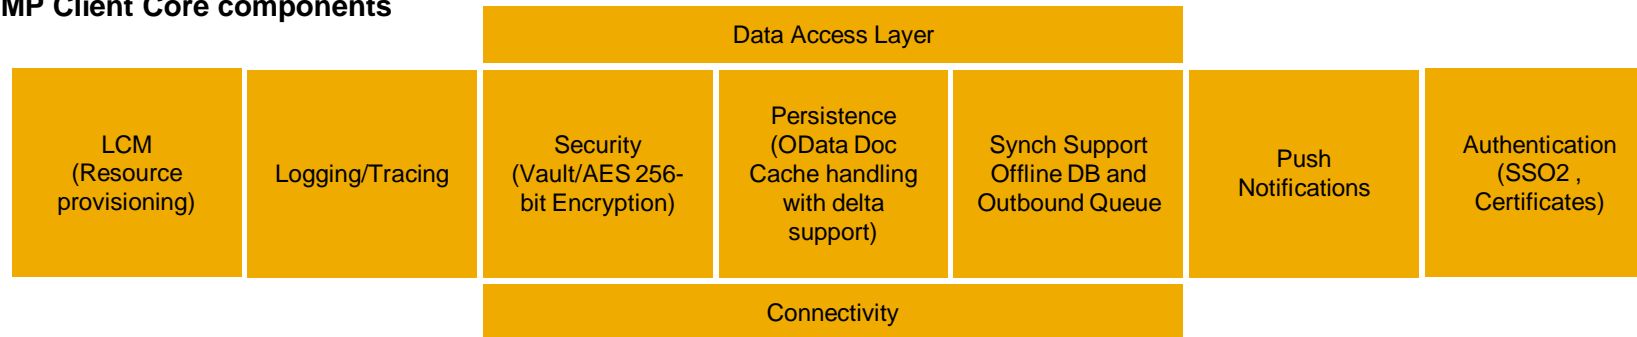 MP Client Core components
Data Access Layer
LCM
(Resource
provisioning)
Logging/Tracing
Security
(Vault/AES 256-
bit Encryption)
Persistence
(OData Doc
Cache handling
with delta
support)
Synch Support
Offline DB and
Outbound Queue
Push
Notifications
Authentication
(SSO2 ,
Certificates)
Connectivity